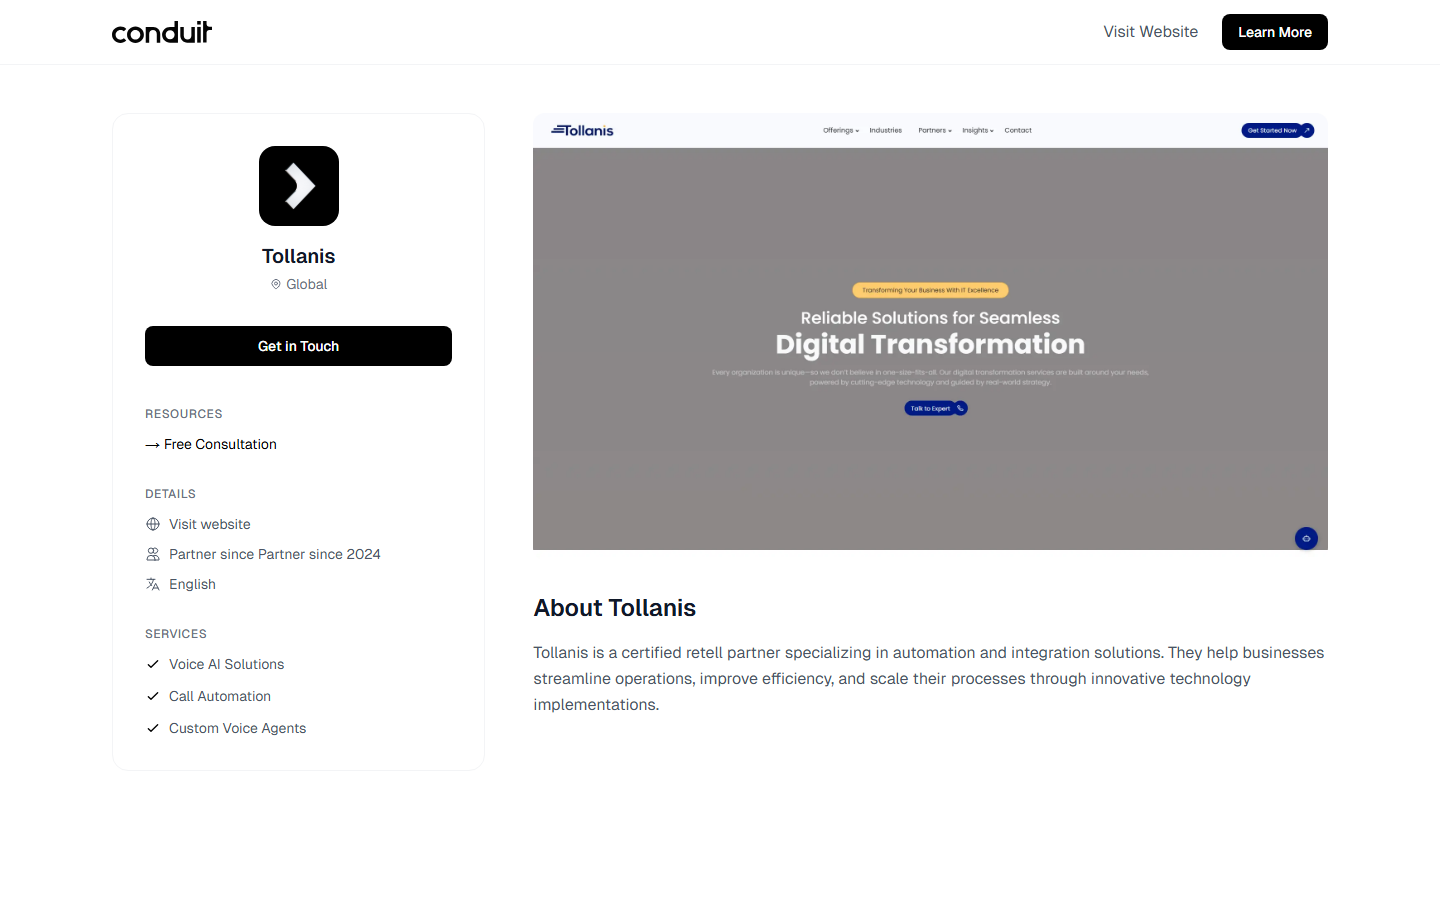 conduit
Visit Website
Learn More
Tollanis
Global
Get in Touch
RESOURCES
→ Free Consultation
DETAILS
Visit website
Partner since Partner since 2024
English
SERVICES
Voice AI Solutions
Call Automation
Custom Voice Agents
Tollanis
Offerings
Industries
Partners
Insights
Contact
Get Started Now
Transforming Your Business With IT Excellence
Reliable Solutions for Seamless
Digital Transformation
Every organization is unique—so we don't believe in one-size-fits-all. Our digital transformation services are built around your needs,
powered by cutting-edge technology and guided by real-world strategy.
Talk to Expert
About Tollanis
Tollanis is a certified retell partner specializing in automation and integration solutions. They help businesses
streamline operations, improve efficiency, and scale their processes through innovative technology
implementations.